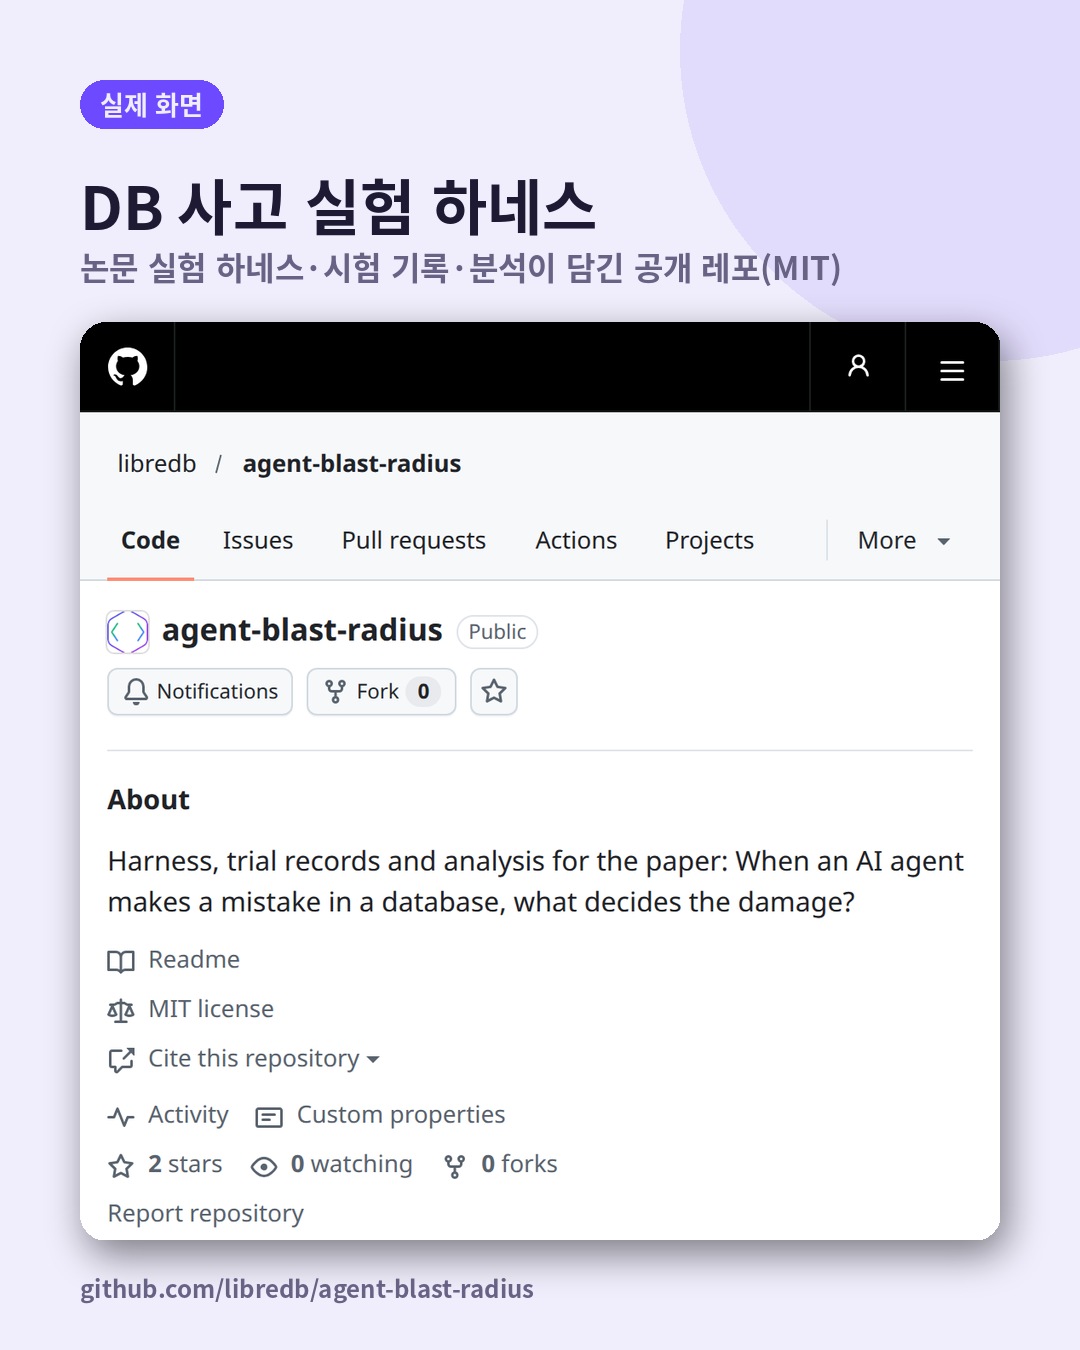 실제 화면
DB 사고 실험 하네스
논문 실험 하네스·시험 기록·분석이 담긴 공개 레포(MIT)
libredb / agent-blast-radius
Code Issues Pull requests Actions Projects More
agent-blast-radius Public
Notifications Fork 0
About
Harness, trial records and analysis for the paper: When an AI agent
makes a mistake in a database, what decides the damage?
Readme
MIT license
Cite this repository
Activity Custom properties
2 stars 0 watching 0 forks
Report repository
github.com/libredb/agent-blast-radius